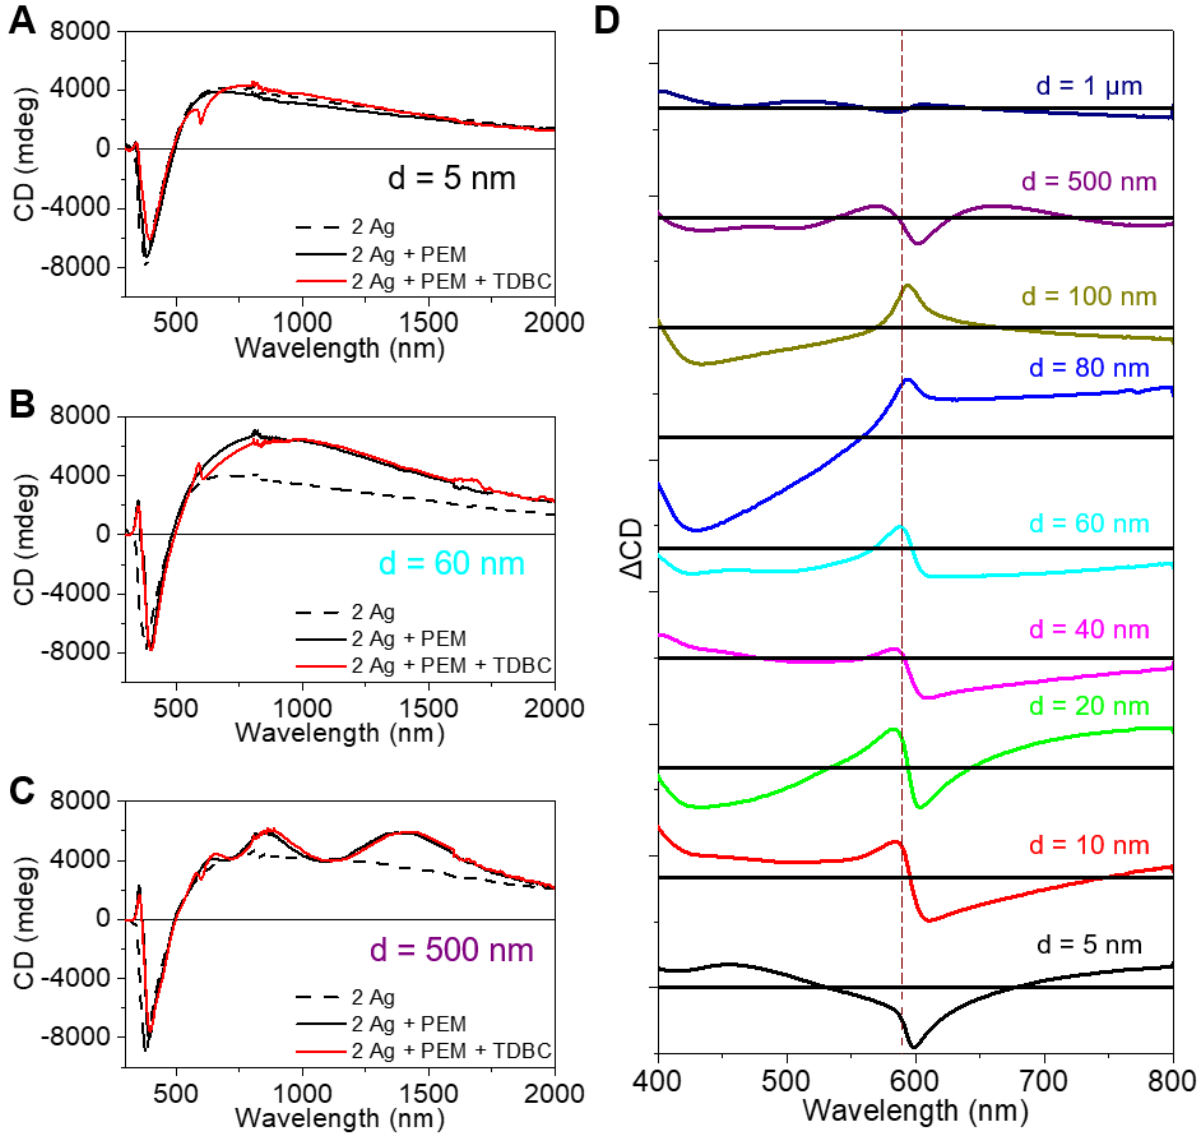 A
8000
4000
0
-4000
-8000
CD (mdeg)
d = 5 nm
2 Ag
2 Ag + PEM
2 Ag + PEM + TDBC
500
1000
1500
2000
Wavelength (nm)
B
8000
4000
0
-4000
-8000
CD (mdeg)
d = 60 nm
2 Ag
2 Ag + PEM
2 Ag + PEM + TDBC
500
1000
1500
2000
Wavelength (nm)
C
8000
4000
0
-4000
-8000
CD (mdeg)
d = 500 nm
2 Ag
2 Ag + PEM
2 Ag + PEM + TDBC
500
1000
1500
2000
Wavelength (nm)
D
ΔCD
d = 1 µm
d = 500 nm
d = 100 nm
d = 80 nm
d = 60 nm
d = 40 nm
d = 20 nm
d = 10 nm
d = 5 nm
400
500
600
700
800
Wavelength (nm)